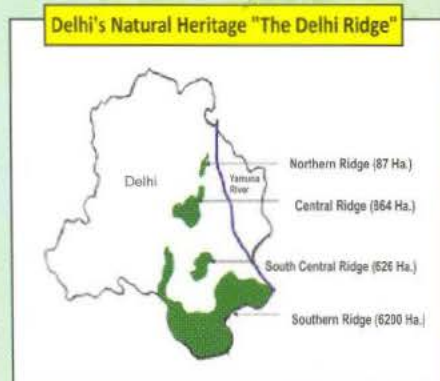 Delhi's Natural Heritage "The Delhi Ridge"
Northern Ridge (87 Ha.)
Delhi
Yamuna
River
Central Ridge (864 Ha.)
South Central Ridge (626 Ha.)
Southern Ridge (6200 Ha.)